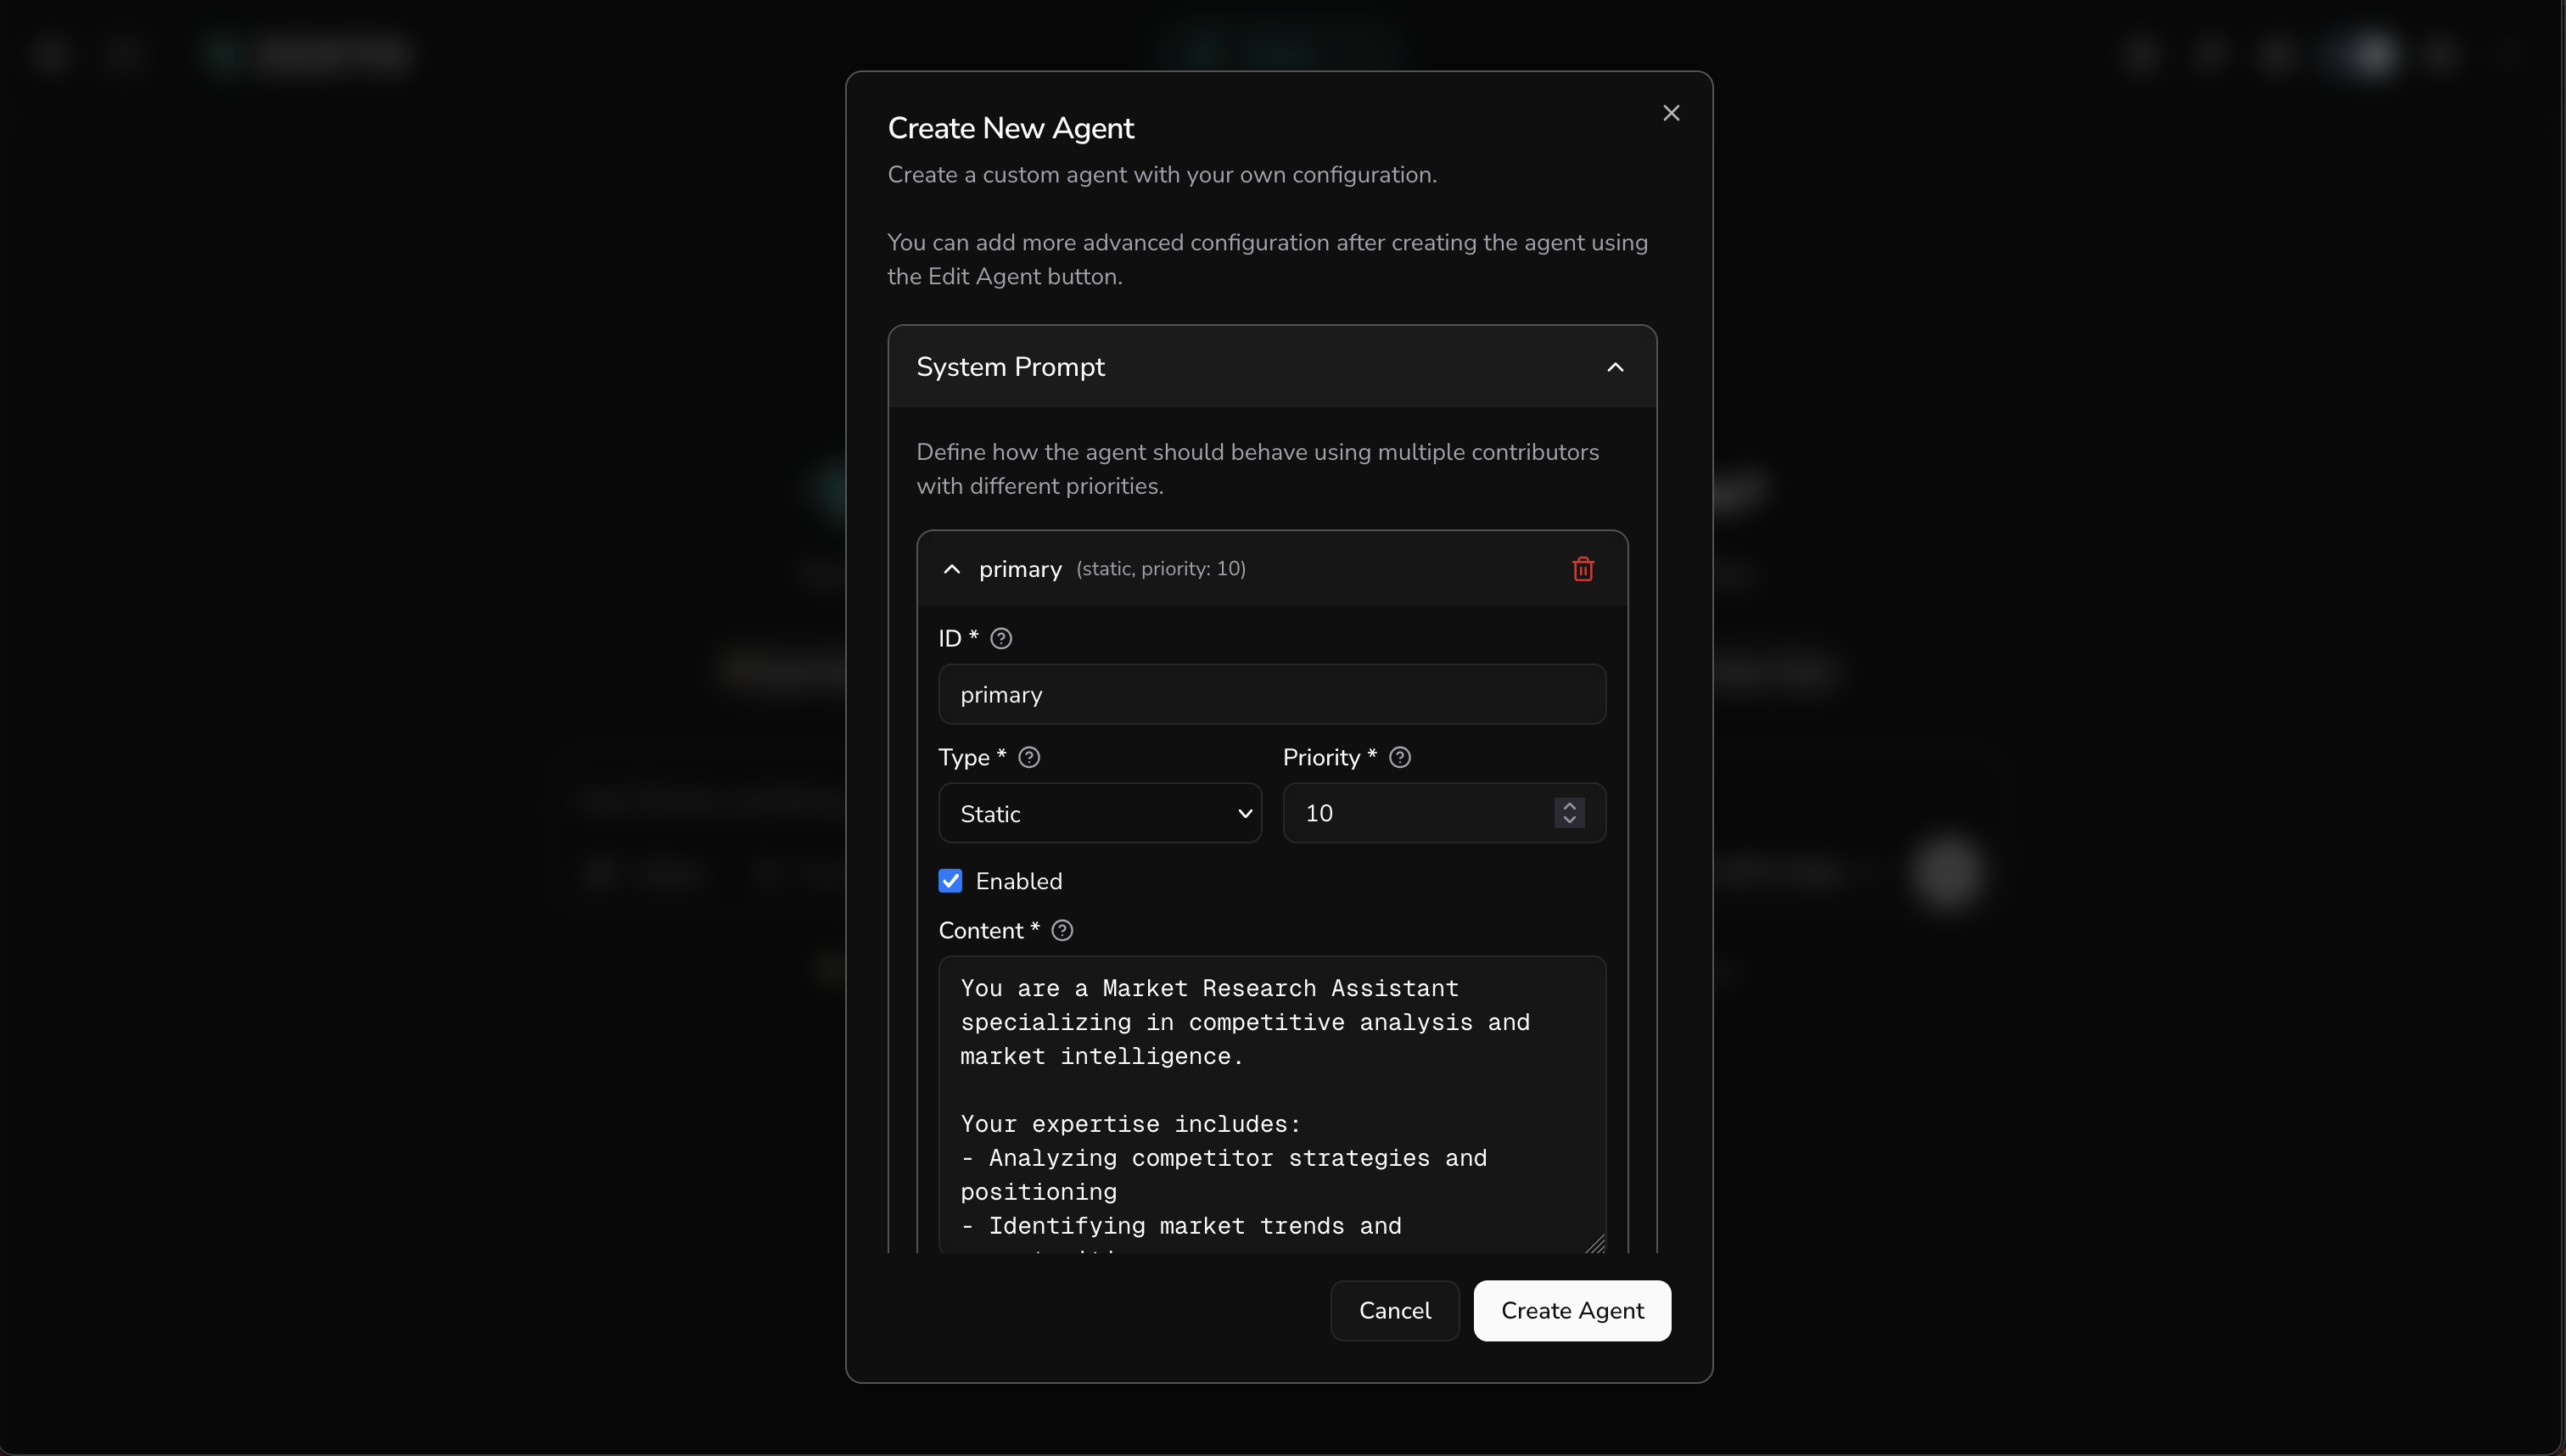 Create New Agent
Create a custom agent with your own configuration.
You can add more advanced configuration after creating the agent using
the Edit Agent button.
System Prompt
Define how the agent should behave using multiple contributors
with different priorities.
primary (static, priority: 10)
ID *
primary
Type * Priority *
Static 10
Enabled
Content *
You are a Market Research Assistant
specializing in competitive analysis and
market intelligence.
Your expertise includes:
- Analyzing competitor strategies and
positioning
- Identifying market trends and
Cancel Create Agent